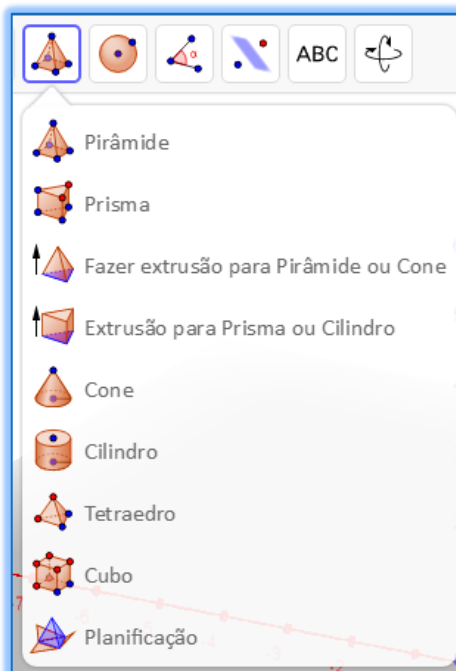 α
ABC
Pirâmide
Prisma
Fazer extrusão para Pirâmide ou Cone
Extrusão para Prisma ou Cilindro
Cone
Cilindro
Tetraedro
Cubo
Planificação